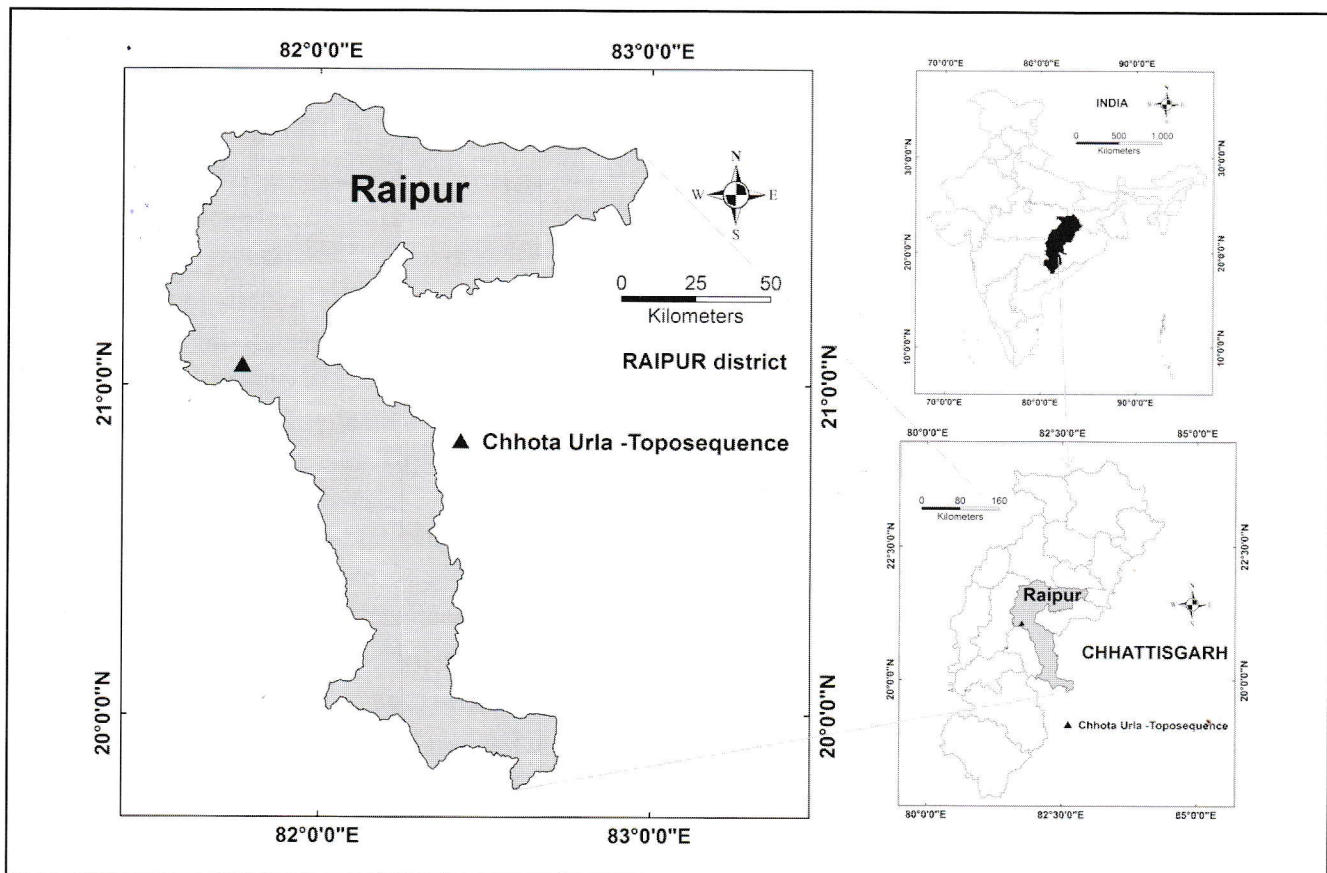 82°0'0"E 83°0'0"E
Raipur
N
W E
S
0 25 50
Kilometers
RAIPUR district
21°0'0"N 21°0'0"N
Chhota Urla -Toposequence
20°0'0"N 20°0'0"N
82°0'0"E 83°0'0"E
70°0'0"E 80°0'0"E 90°0'0"E
INDIA
N
W E
S
0 500 1,000
Kilometers
30°0'0"N 30°0'0"N
20°0'0"N 20°0'0"N
10°0'0"N 10°0'0"N
70°0'0"E 80°0'0"E 90°0'0"E
80°0'0"E 82°30'0"E 85°0'0"E
0 80 160
Kilometers
22°30'0"N 22°30'0"N
Raipur
N
W E
S
CHHATTISGARH
20°0'0"N 20°0'0"N
Chhota Urla -Toposequence
80°0'0"E 82°30'0"E 85°0'0"E